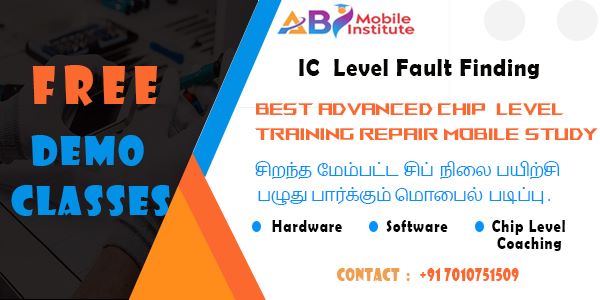 ABi Mobile
Institute
FREE
DEMO
CLASSES
IC Level Fault Finding
BEST ADVANCED CHIP LEVEL
TRAINING REPAIR MOBILE STUDY
சிறந்த மேம்பட்ட சிப் நிலை பயிற்சி
பழுது பார்க்கும் மொபைல் படிப்பு .
Hardware
Software
Chip Level
Coaching
CONTACT : +91 7010751509